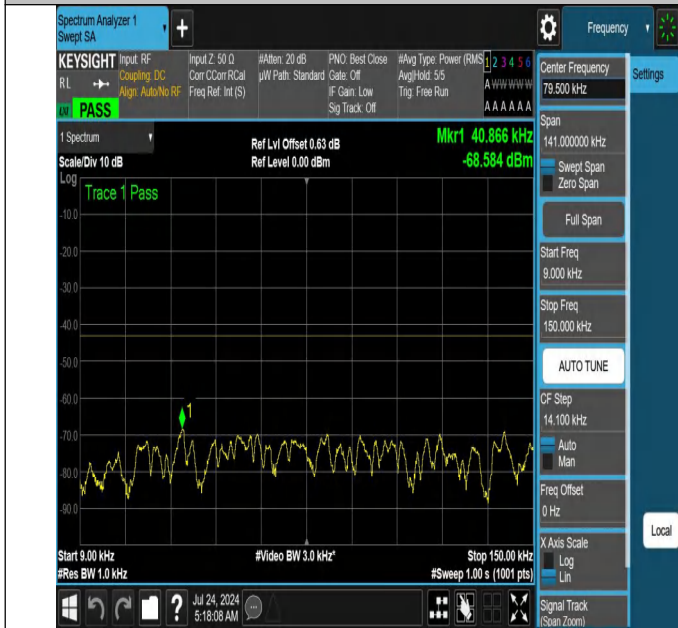 Spectrum Analyzer 1
Swept SA
+
Frequency
KEYSIGHT
RL
PASS
Input: RF
Coupling: DC
Align: Auto/No RF
Input Z: 50 Ω
Corr CCorr RCal
Freq Ref: Int (S)
#Atten: 20 dB
µW Path: Standard
PNO: Best Close
Gate: Off
IF Gain: Low
Sig Track: Off
#Avg Type: Power (RMS
Avg|Hold: 5/5
Trig: Free Run
1 2 3 4 5 6
A W W W W W
A A A A A A
1 Spectrum
Scale/Div 10 dB
Ref Lvl Offset 0.63 dB
Ref Level 0.00 dBm
Mkr1 40.866 kHz
-68.584 dBm
Log
Trace 1 Pass
-10.0
-20.0
-30.0
-40.0
-50.0
-60.0
-70.0
-80.0
-90.0
1
Start 9.00 kHz
#Res BW 1.0 kHz
#Video BW 3.0 kHz*
Stop 150.00 kHz
#Sweep 1.00 s (1001 pts)
?
Jul 24, 2024
5:18:08 AM
Center Frequency
79.500 kHz
Settings
Span
141.000000 kHz
Swept Span
Zero Span
Full Span
Start Freq
9.000 kHz
Stop Freq
150.000 kHz
AUTO TUNE
CF Step
14.100 kHz
Auto
Man
Freq Offset
0 Hz
X Axis Scale
Log
Lin
Local
Signal Track
(Span Zoom)